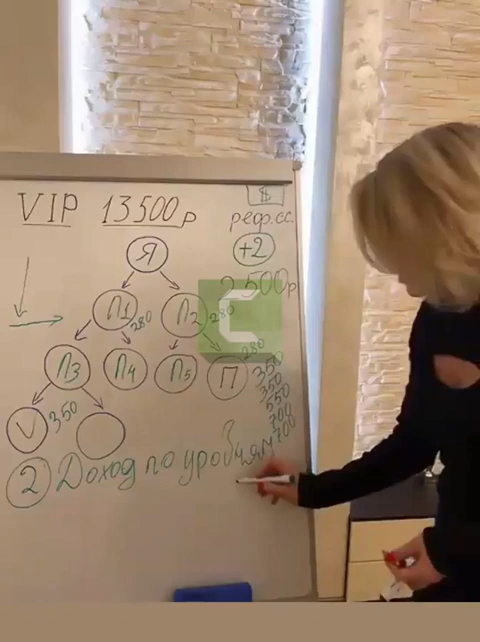 VIP 13500р
$
реф.сс.
Я
+2
2500р
П1 280
П2 280
П3 П4 П5 П 280
350
350
550
700
700
V 350
2 Доход по уровням